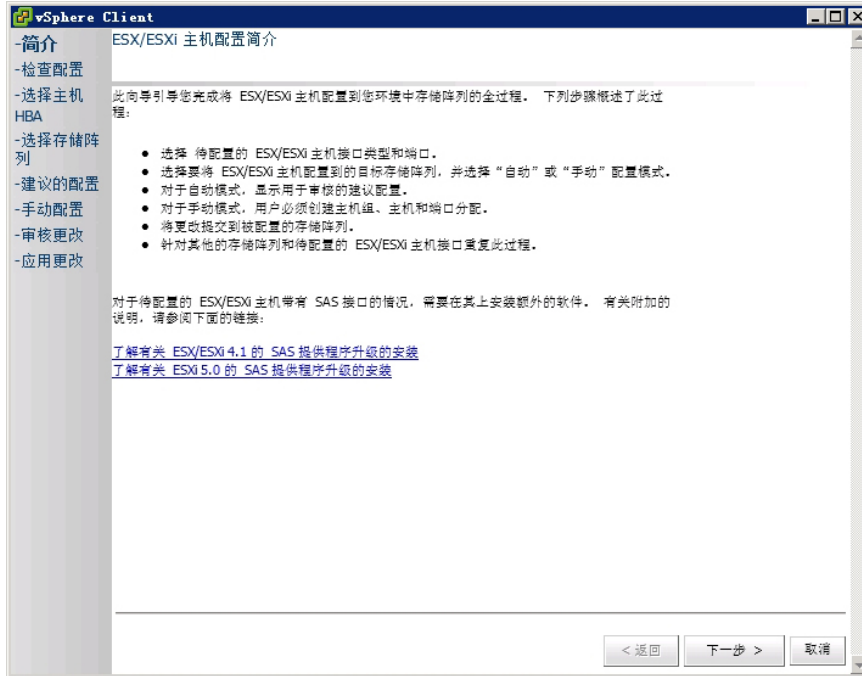 vSphere Client
-简介
-检查配置
-选择主机
HBA
-选择存储阵
列
-建议的配置
-手动配置
-审核更改
-应用更改
ESX/ESXi 主机配置简介
此向导引导您完成将 ESX/ESXi 主机配置到您环境中存储阵列的全过程。 下列步骤概述了此过
程：
● 选择 待配置的 ESX/ESXi 主机接口类型和端口。
● 选择要将 ESX/ESXi 主机配置到的目标存储阵列，并选择“自动”或“手动”配置模式。
● 对于自动模式，显示用于审核的建议配置。
● 对于手动模式，用户必须创建主机组、主机和端口分配。
● 将更改提交到被配置的存储阵列。
● 针对其他的存储阵列和待配置的 ESX/ESXi 主机接口重复此过程。
对于待配置的 ESX/ESXi 主机带有 SAS 接口的情况，需要在其上安装额外的软件。 有关附加的
说明，请参阅下面的链接：
了解有关 ESX/ESXi 4.1 的 SAS 提供程序升级的安装
了解有关 ESXi 5.0 的 SAS 提供程序升级的安装
< 返回
下一步 >
取消